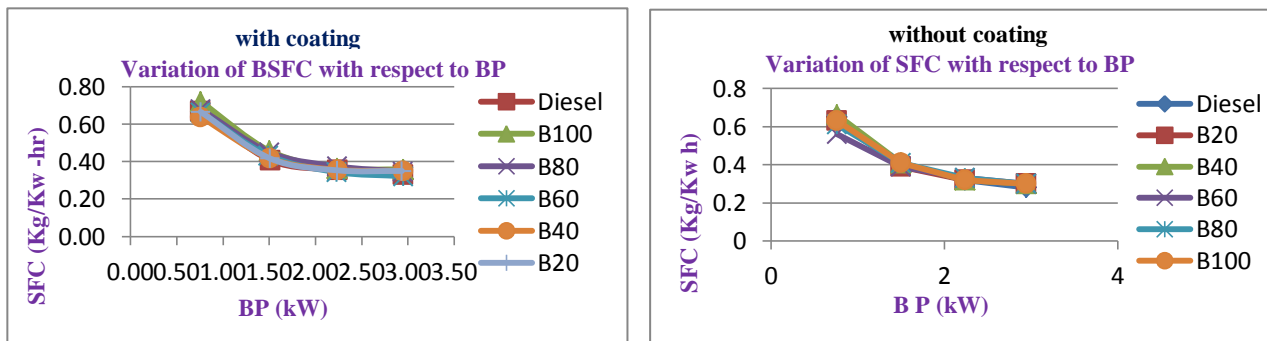 with coating
Variation of BSFC with respect to BP
0.80
0.60
0.40
0.20
0.00
0.000.501.001.502.002.503.003.50
SFC (Kg/Kw -hr)
BP (kW)
Diesel
B100
B80
B60
B40
B20
without coating
Variation of SFC with respect to BP
0.8
0.6
0.4
0.2
0
0 2 4
SFC (Kg/Kw h)
B P (kW)
Diesel
B20
B40
B60
B80
B100